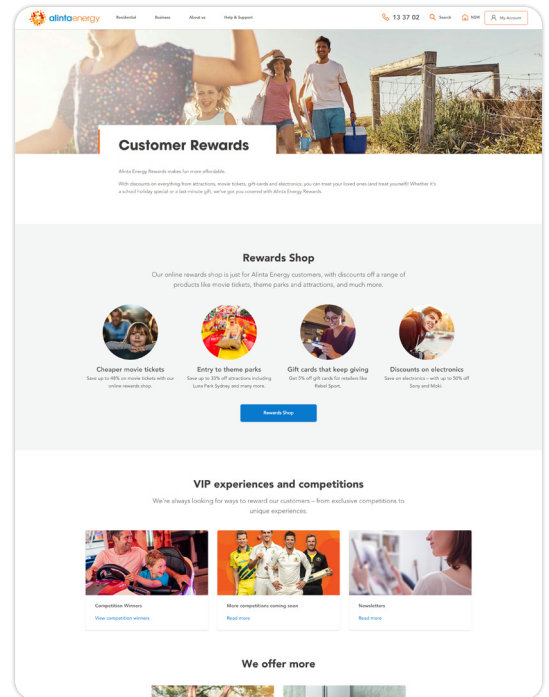 alintaenergy
Residential
Business
About us
Help & Support
13 37 02
Search
NSW
My Account
Customer Rewards
Alinta Energy Rewards makes fun more affordable.
With discounts on everything from attractions, movie tickets, gift cards and electronics, you can treat your loved ones (and treat yourself)! Whether it's
a school holiday special or a last minute gift, we've got you covered with Alinta Energy Rewards.
Rewards Shop
Our online rewards shop is just for Alinta Energy customers, with discounts off a range of
products like movie tickets, theme parks and attractions, and much more.
Cheaper movie tickets
Save up to 40% on movie tickets with our
online rewards shop.
Entry to theme parks
Save up to 33% off attractions including
Luna Park Sydney and many more.
Gift cards that keep giving
Get 5% off gift cards for retailers like
Rebel Sport.
Discounts on electronics
Save on electronics – with up to 30% off
Sony and Moki.
Rewards Shop
VIP experiences and competitions
We're always looking for ways to reward our customers – from exclusive competitions to
unique experiences.
Competition Winners
View competition winners
More competitions coming soon
Read more
Newsletters
Read more
We offer more